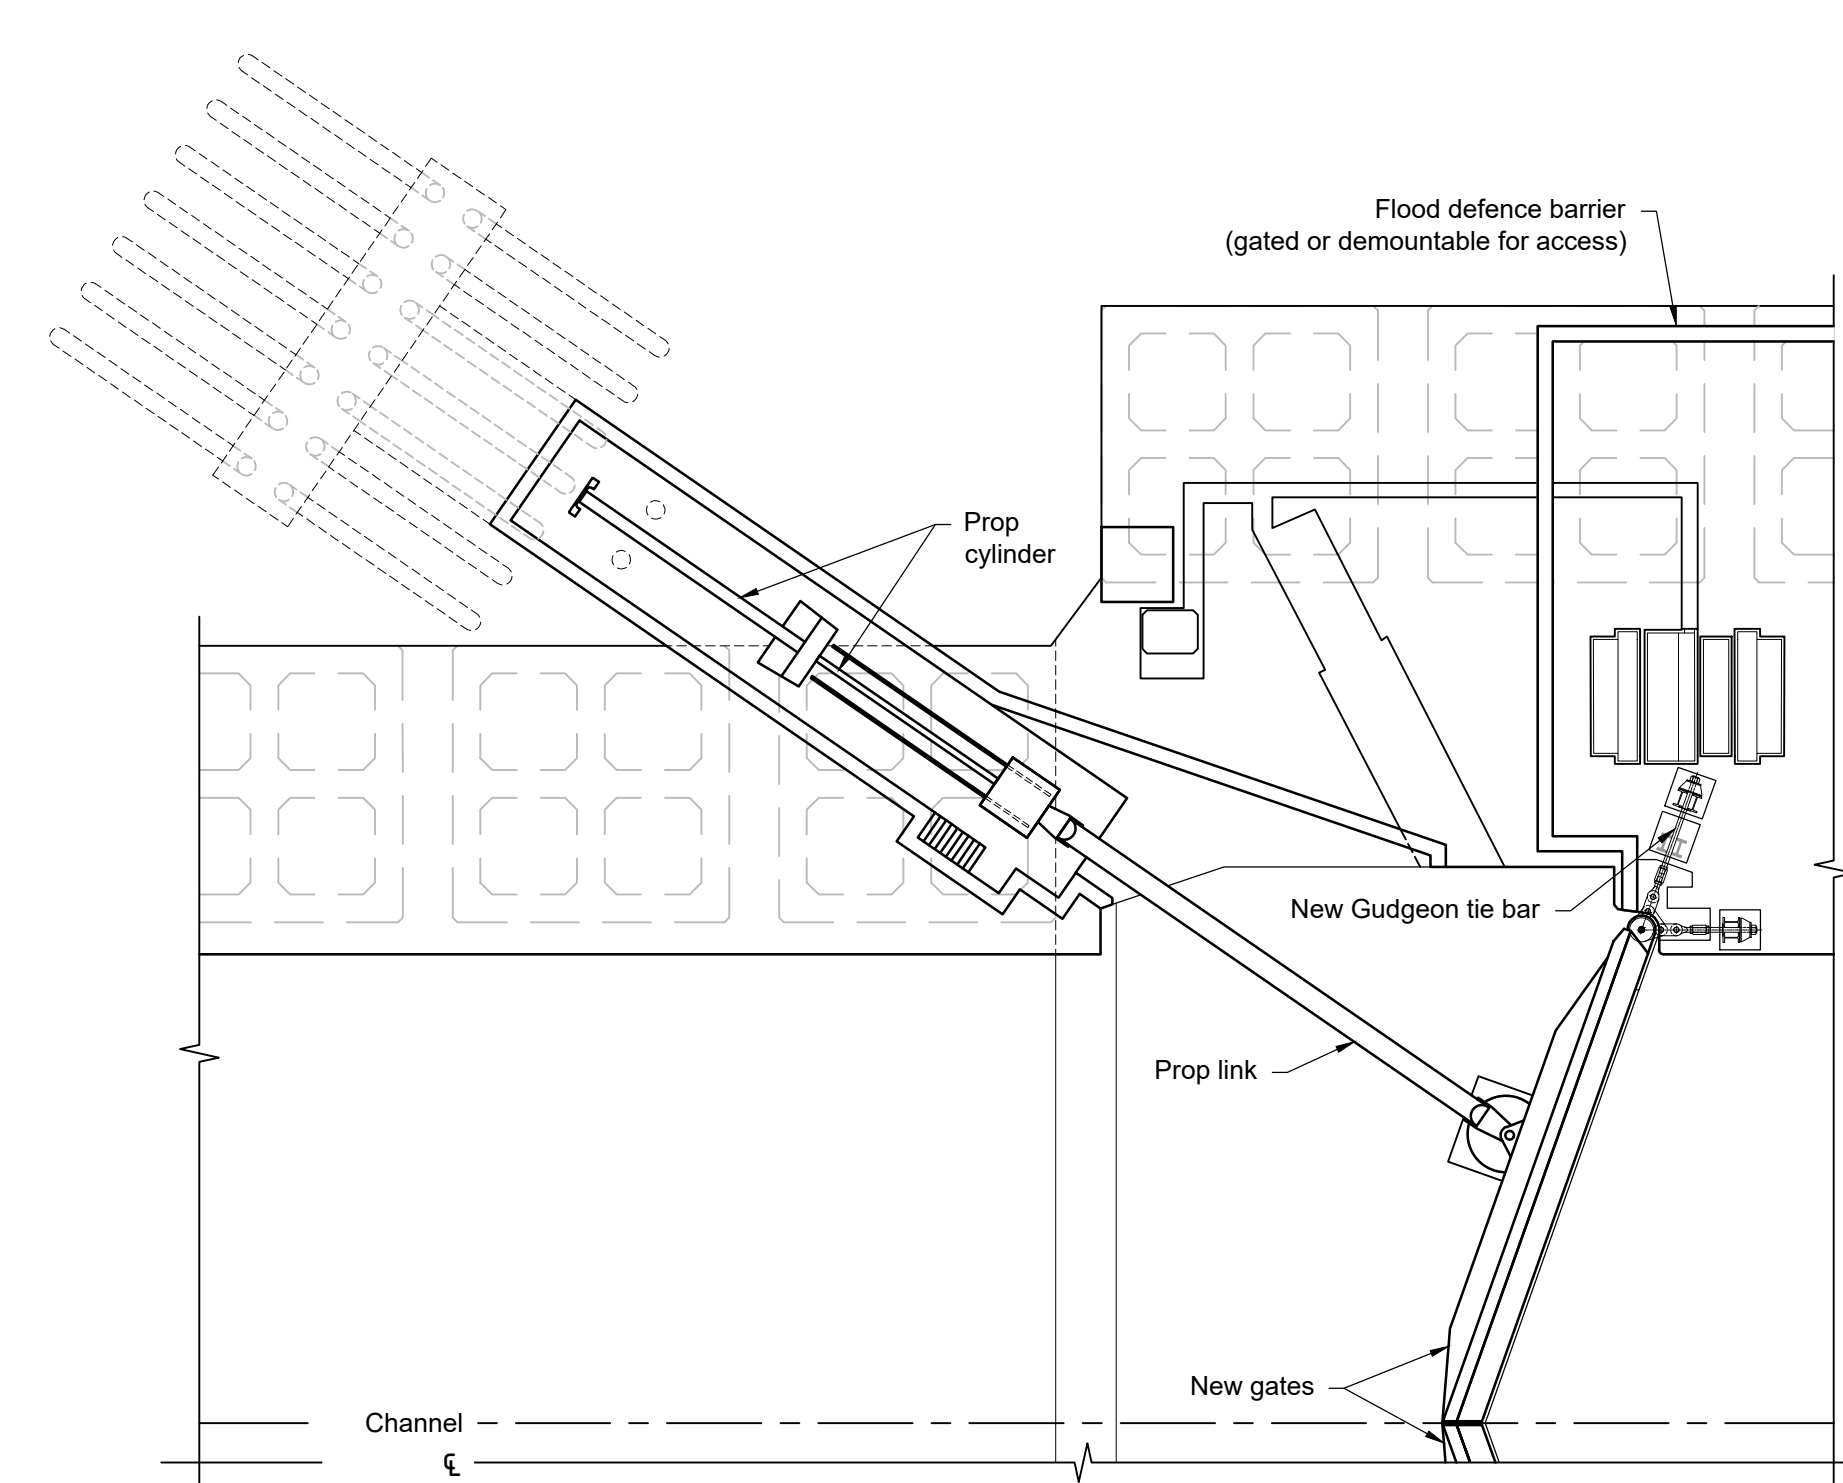 Flood defence barrier
(gated or demountable for access)
Prop
cylinder
New Gudgeon tie bar
Prop link
New gates
Channel
℄